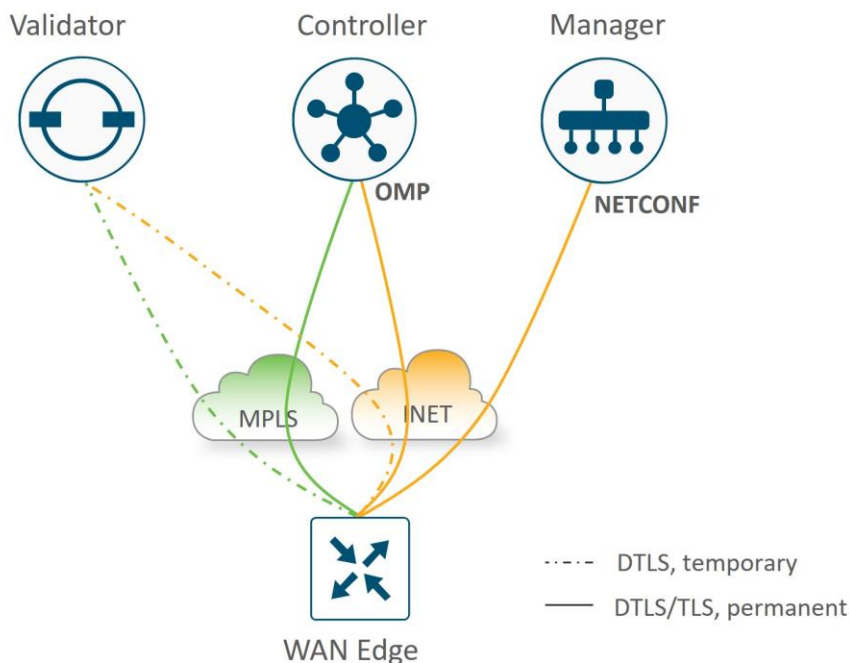 Validator
Controller
Manager
OMP
NETCONF
MPLS
INET
DTLS, temporary
DTLS/TLS, permanent
WAN Edge